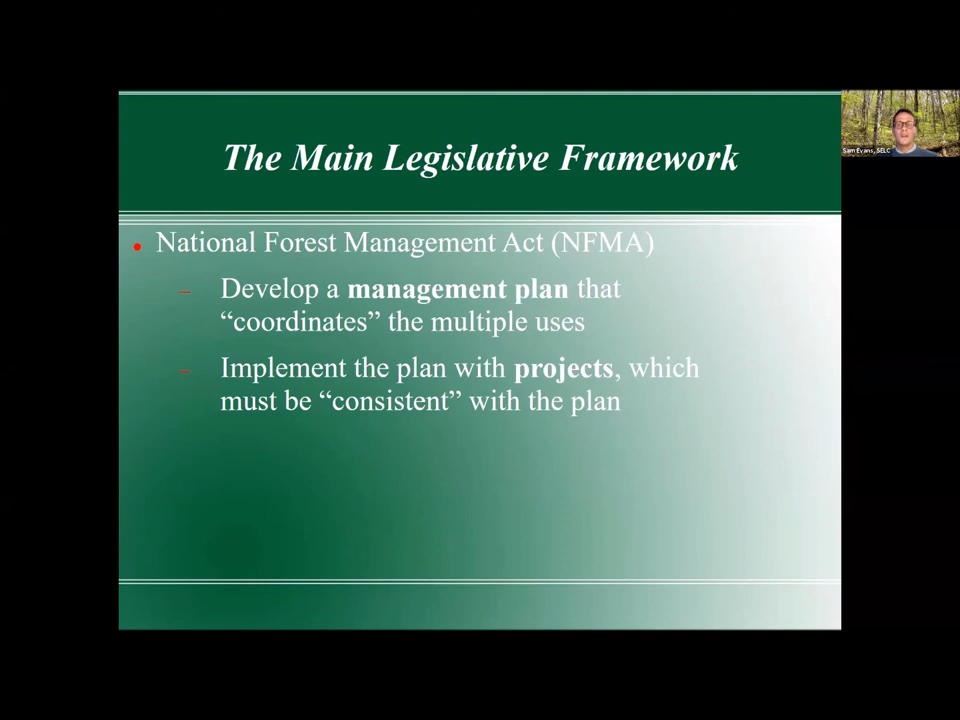 The Main Legislative Framework
Sam Evans, SELC
• National Forest Management Act (NFMA)
– Develop a management plan that
“coordinates” the multiple uses
– Implement the plan with projects, which
must be “consistent” with the plan